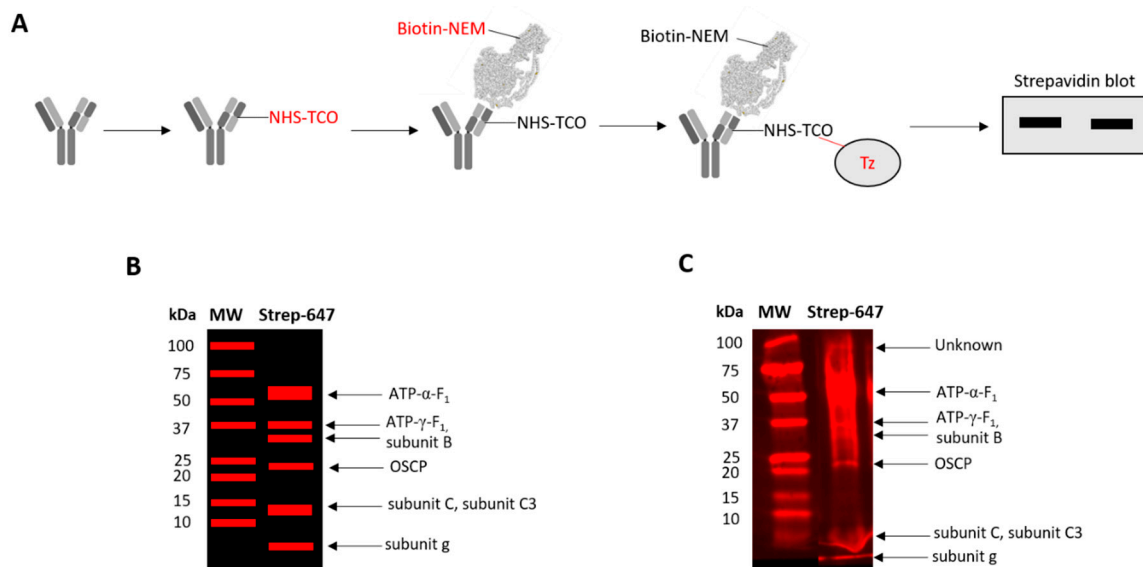 A
Biotin-NEM
Biotin-NEM
Strepavidin blot
NHS-TCO
NHS-TCO
NHS-TCO
Tz
B
kDa MW Strep-647
100
75
50
37
25
20
15
10
ATP-α-F₁
ATP-γ-F₁,
subunit B
OSCP
subunit C, subunit C3
subunit g
C
kDa MW Strep-647
100
75
50
37
25
20
15
10
Unknown
ATP-α-F₁
ATP-γ-F₁,
subunit B
OSCP
subunit C, subunit C3
subunit g